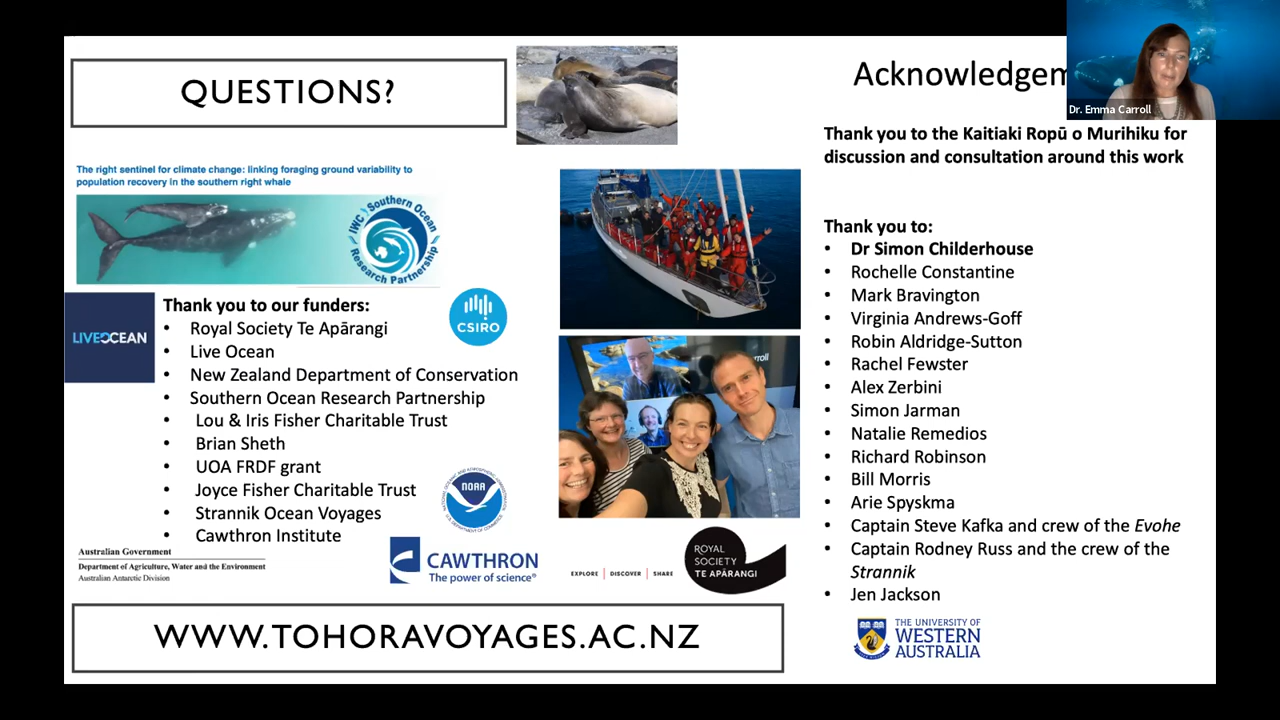 QUESTIONS?
The right sentinel for climate change: linking foraging ground variability to
population recovery in the southern right whale
IWC Southern Ocean
Research Partnership
LIVEOCEAN
Thank you to our funders:
• Royal Society Te Apārangi
• Live Ocean
• New Zealand Department of Conservation
• Southern Ocean Research Partnership
• Lou & Iris Fisher Charitable Trust
• Brian Sheth
• UOA FRDF grant
• Joyce Fisher Charitable Trust
• Strannik Ocean Voyages
• Cawthron Institute
CSIRO
NOAA
Australian Government
Department of Agriculture, Water and the Environment
Australian Antarctic Division
CAWTHRON
The power of science®
EXPLORE | DISCOVER | SHARE
ROYAL
SOCIETY
TE APĀRANGI
WWW.TOHORAVOYAGES.AC.NZ
Acknowledgem
Dr. Emma Carroll
Thank you to the Kaitiaki Ropū o Murihiku for
discussion and consultation around this work
Thank you to:
• Dr Simon Childerhouse
• Rochelle Constantine
• Mark Bravington
• Virginia Andrews-Goff
• Robin Aldridge-Sutton
• Rachel Fewster
• Alex Zerbini
• Simon Jarman
• Natalie Remedios
• Richard Robinson
• Bill Morris
• Arie Spyskma
• Captain Steve Kafka and crew of the Evohe
• Captain Rodney Russ and the crew of the
Strannik
• Jen Jackson
THE UNIVERSITY OF
WESTERN
AUSTRALIA